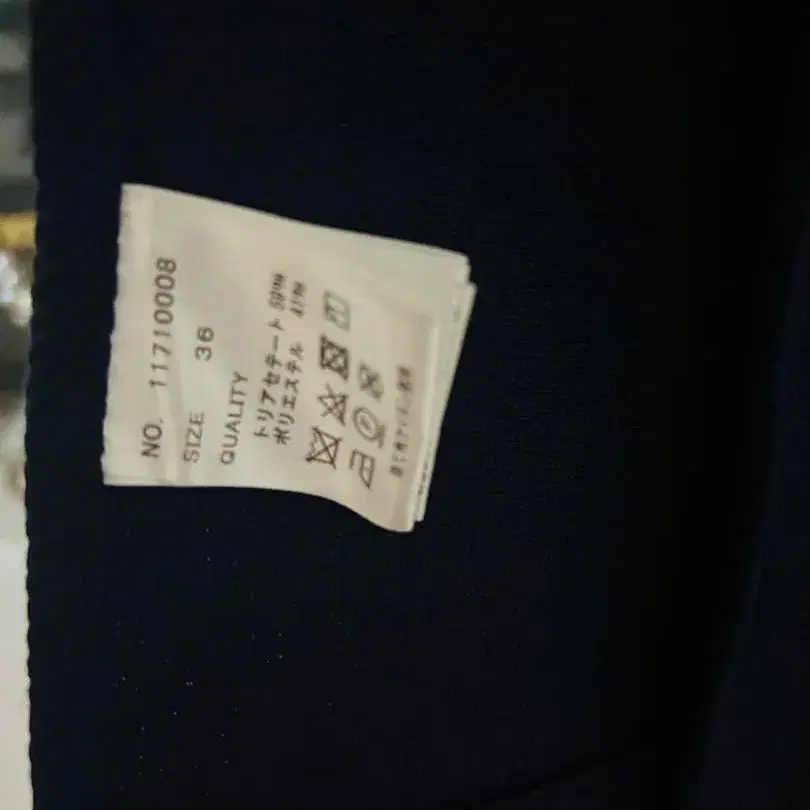 NO. 11710008
SIZE 36
QUALITY
トリアセテート 59%
ポリエステル 41%